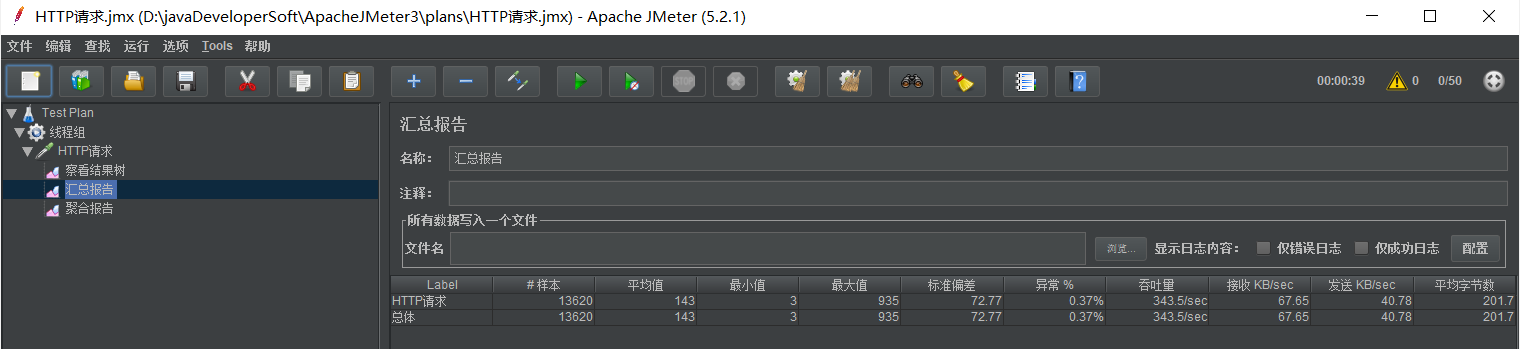 HTTP请求.jmx (D:\javaDeveloperSoft\ApacheJMeter3\plans\HTTP请求.jmx) - Apache JMeter (5.2.1)
文件 编辑 查找 运行 选项 Tools 帮助
00:00:39 0 0/50
Test Plan
线程组
HTTP请求
察看结果树
汇总报告
聚合报告
汇总报告
名称： 汇总报告
注释：
所有数据写入一个文件
文件名 浏览... 显示日志内容： 仅错误日志 仅成功日志 配置
Label # 样本 平均值 最小值 最大值 标准偏差 异常 % 吞吐量 接收 KB/sec 发送 KB/sec 平均字节数
HTTP请求 13620 143 3 935 72.77 0.37% 343.5/sec 67.65 40.78 201.7
总体 13620 143 3 935 72.77 0.37% 343.5/sec 67.65 40.78 201.7